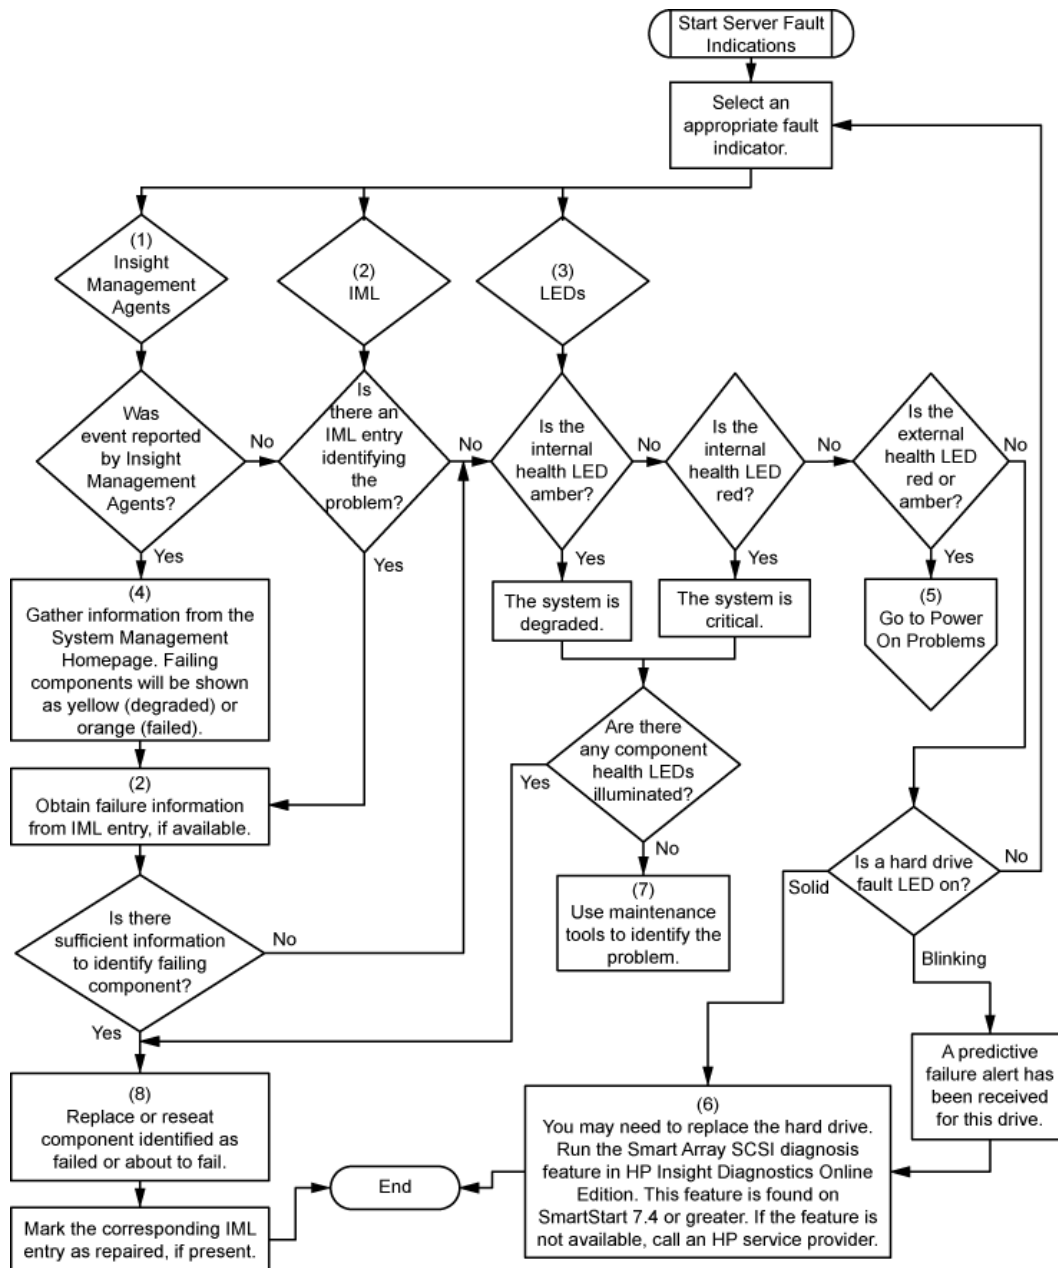 Start Server Fault
Indications
Select an
appropriate fault
indicator.
(1)
Insight
Management
Agents
(2)
IML
(3)
LEDs
Was
event reported
by Insight
Management
Agents?
No
Yes
Is
there an
IML entry
identifying
the
problem?
No
Yes
Is the
internal
health LED
amber?
No
Yes
Is the
internal
health LED
red?
No
Yes
Is the
external
health LED
red or
amber?
No
Yes
(4)
Gather information from the
System Management
Homepage. Failing
components will be shown
as yellow (degraded) or
orange (failed).
The system is
degraded.
The system is
critical.
(5)
Go to Power
On Problems
Are there
any component
health LEDs
illuminated?
Yes
No
(2)
Obtain failure information
from IML entry, if available.
(7)
Use maintenance
tools to identify the
problem.
Is a hard drive
fault LED on?
No
Solid
Blinking
Is there
sufficient information
to identify failing
component?
No
Yes
A predictive
failure alert has
been received
for this drive.
(8)
Replace or reseat
component identified as
failed or about to fail.
(6)
You may need to replace the hard drive.
Run the Smart Array SCSI diagnosis
feature in HP Insight Diagnostics Online
Edition. This feature is found on
SmartStart 7.4 or greater. If the feature is
not available, call an HP service provider.
End
Mark the corresponding IML
entry as repaired, if present.